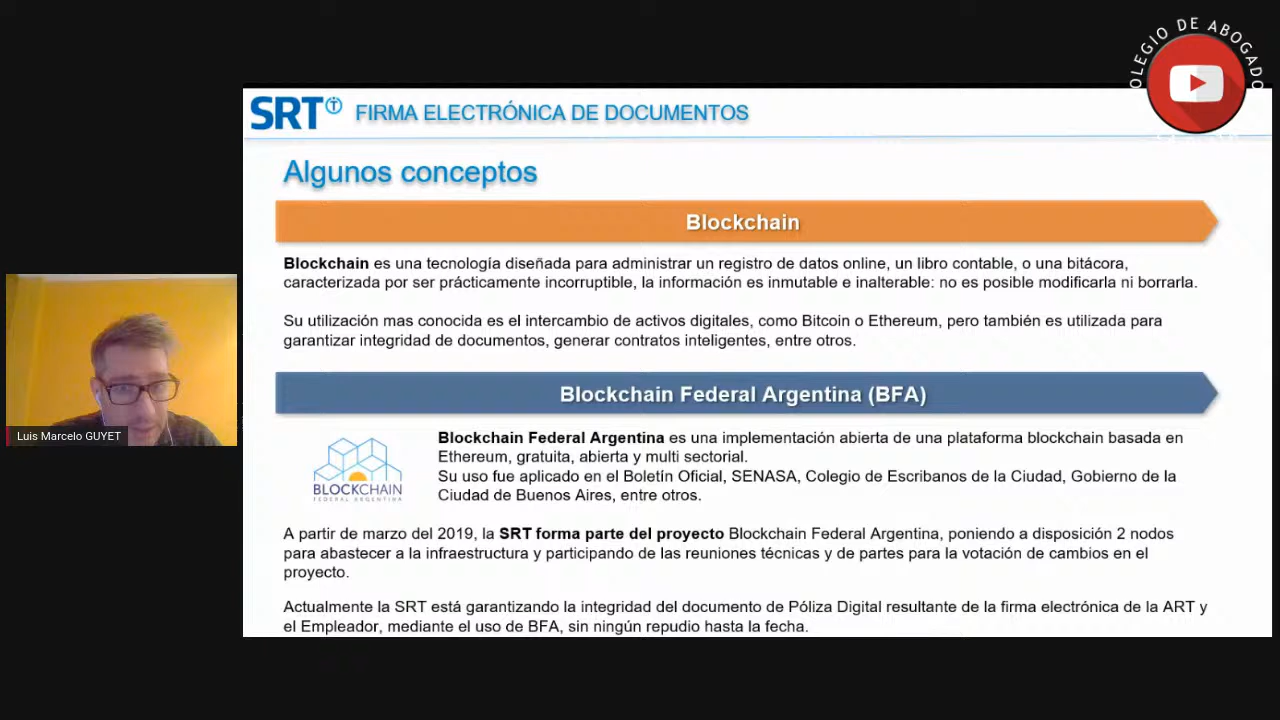 OLEGIO DE ABOGADO
SRT FIRMA ELECTRÓNICA DE DOCUMENTOS
Algunos conceptos
Blockchain
Blockchain es una tecnología diseñada para administrar un registro de datos online, un libro contable, o una bitácora,
caracterizada por ser prácticamente incorruptible, la información es inmutable e inalterable: no es posible modificarla ni borrarla.
Su utilización mas conocida es el intercambio de activos digitales, como Bitcoin o Ethereum, pero también es utilizada para
garantizar integridad de documentos, generar contratos inteligentes, entre otros.
Blockchain Federal Argentina (BFA)
BLOCKCHAIN
FEDERAL ARGENTINA
Blockchain Federal Argentina es una implementación abierta de una plataforma blockchain basada en
Ethereum, gratuita, abierta y multi sectorial.
Su uso fue aplicado en el Boletín Oficial, SENASA, Colegio de Escribanos de la Ciudad, Gobierno de la
Ciudad de Buenos Aires, entre otros.
A partir de marzo del 2019, la SRT forma parte del proyecto Blockchain Federal Argentina, poniendo a disposición 2 nodos
para abastecer a la infraestructura y participando de las reuniones técnicas y de partes para la votación de cambios en el
proyecto.
Actualmente la SRT está garantizando la integridad del documento de Póliza Digital resultante de la firma electrónica de la ART y
el Empleador, mediante el uso de BFA, sin ningún repudio hasta la fecha.
Luis Marcelo GUYET